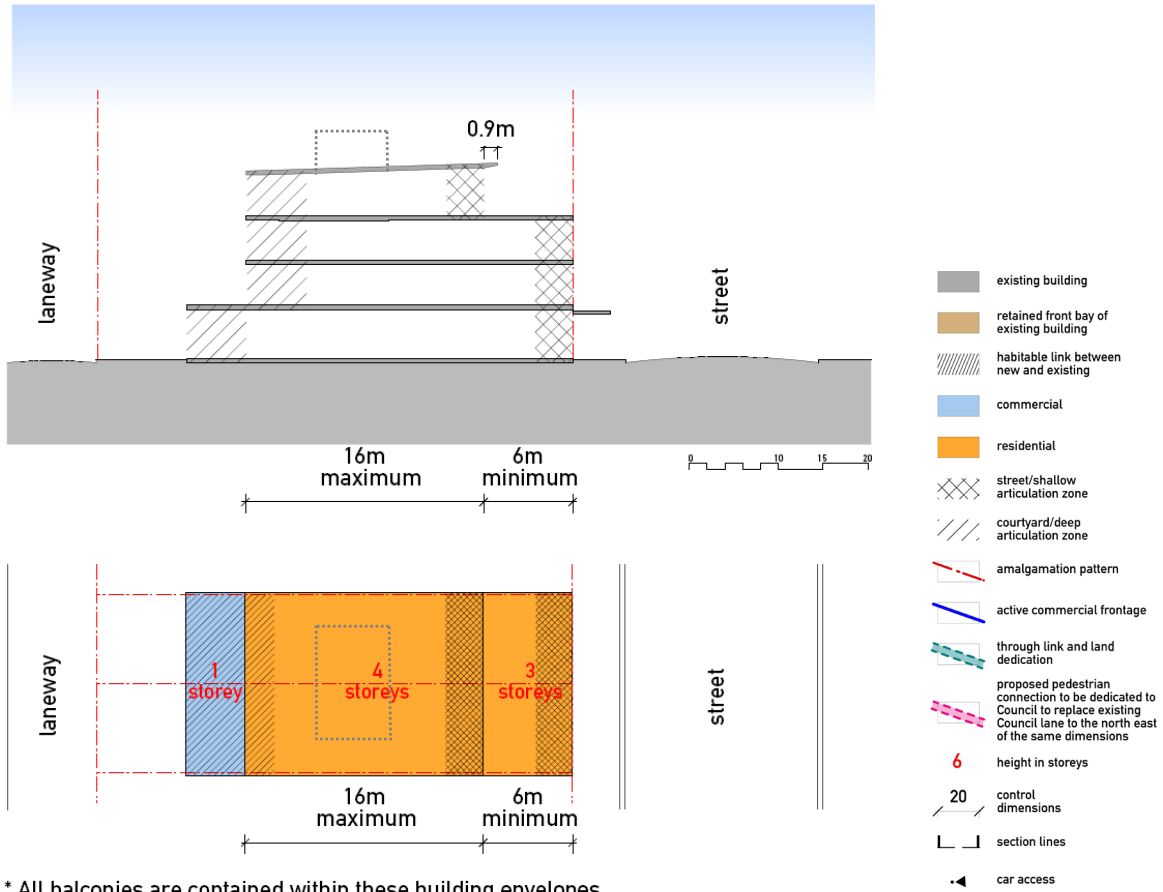 0.9m
laneway
street
16m
maximum
6m
minimum
0 10 15 20
laneway
1
storey
4
storeys
3
storeys
street
16m
maximum
6m
minimum
* All balconies are contained within these building envelopes
existing building
retained front bay of
existing building
habitable link between
new and existing
commercial
residential
street/shallow
articulation zone
courtyard/deep
articulation zone
amalgamation pattern
active commercial frontage
through link and land
dedication
proposed pedestrian
connection to be dedicated to
Council to replace existing
Council lane to the north east
of the same dimensions
6 height in storeys
20 control
dimensions
section lines
car access